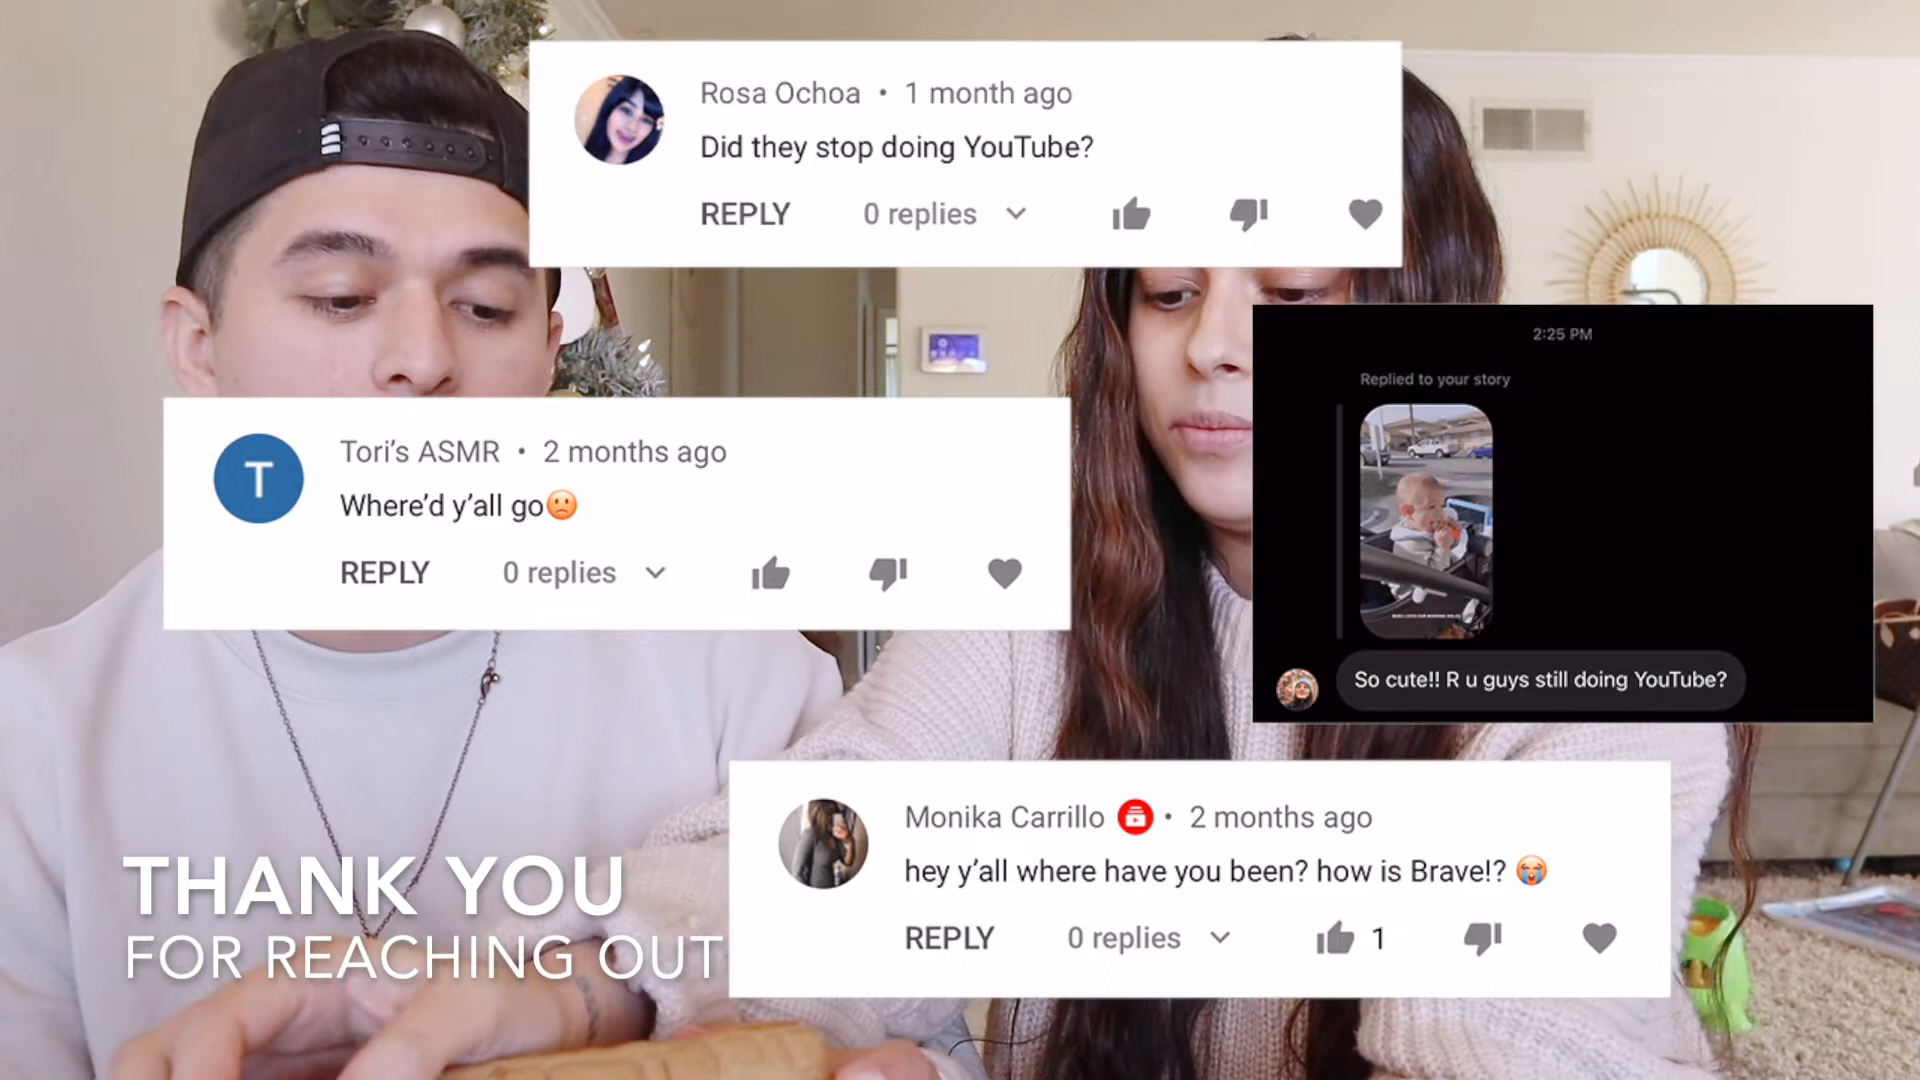 Rosa Ochoa • 1 month ago
Did they stop doing YouTube?
REPLY 0 replies
2:25 PM
Replied to your story
So cute!! R u guys still doing YouTube?
T
Tori’s ASMR • 2 months ago
Where’d y’all go🙁
REPLY 0 replies
Monika Carrillo • 2 months ago
hey y’all where have you been? how is Brave!? 😭
REPLY 0 replies 1
THANK YOU
FOR REACHING OUT